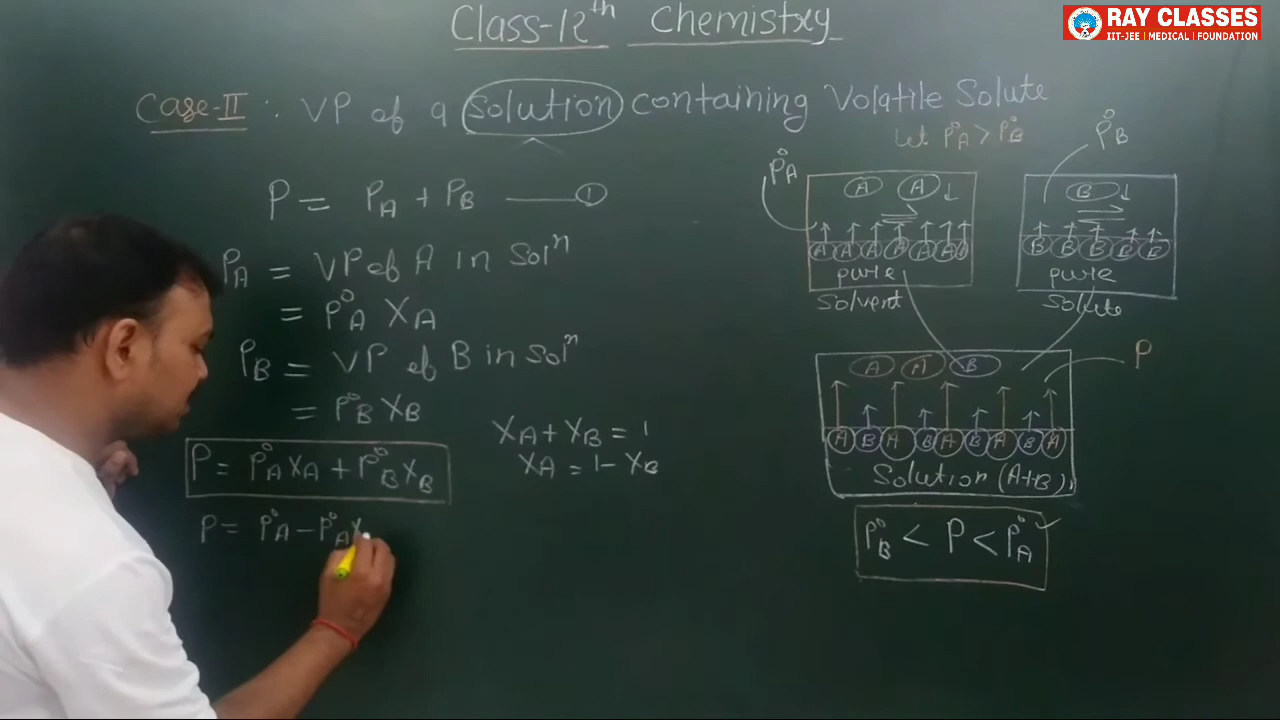 Class-12th Chemistry
RAY CLASSES
IIT-JEE | MEDICAL | FOUNDATION
Case-II : VP of a Solution containing Volatile Solute
Let P°A > P°B
P = PA + PB —— ①
PA = VP of A in Solⁿ
= P°A XA
PB = VP of B in Solⁿ
= P°B XB
P = P°A XA + P°B XB
P = P°A - P°A X
XA + XB = 1
XA = 1 - XB
P°A
A A ↓
A A A A A A A
pure
Solvent
P°B
B ↓
B B B B B
pure
Solute
A A B
P
A B A B A B A B A
Solution (A+B)
P°B < P < P°A ✓